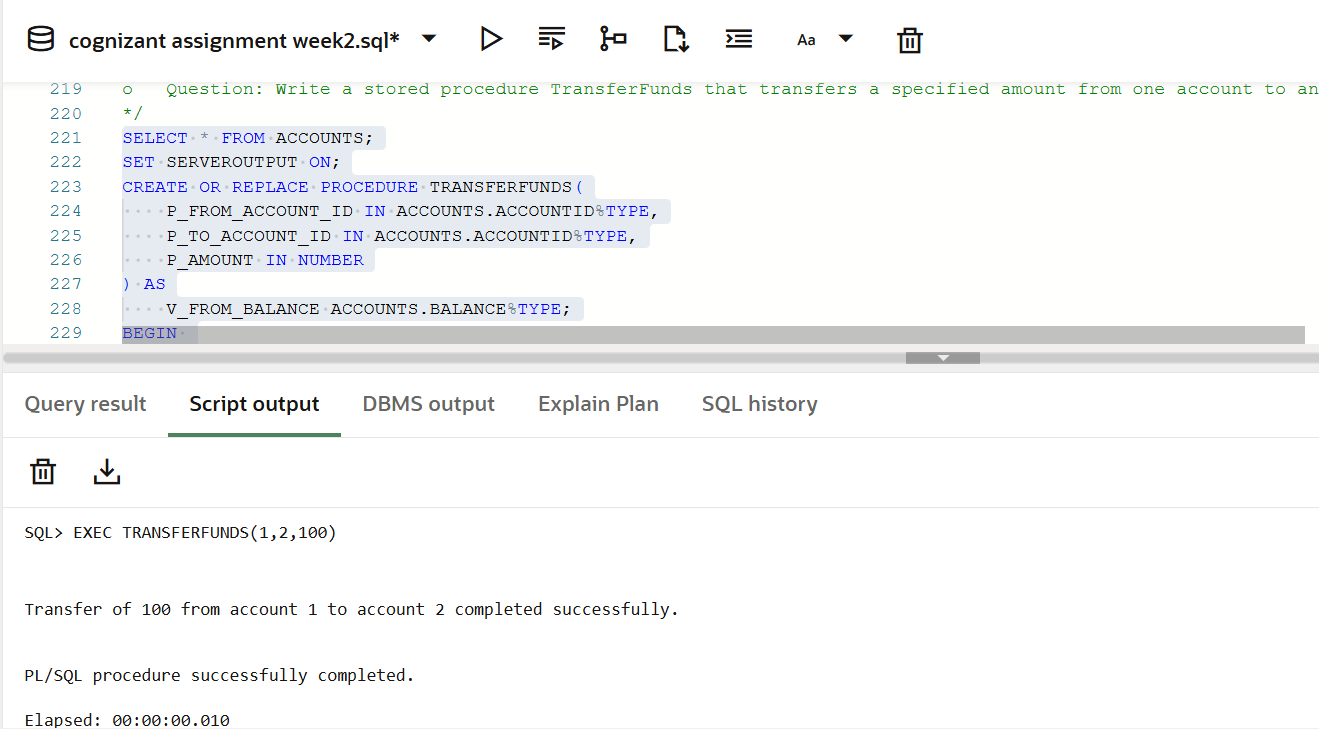 cognizant assignment week2.sql*
Aa
219 o Question: Write a stored procedure TransferFunds that transfers a specified amount from one account to an
220 */
221 SELECT * FROM ACCOUNTS;
222 SET SERVEROUTPUT ON;
223 CREATE OR REPLACE PROCEDURE TRANSFERFUNDS(
224 P_FROM_ACCOUNT_ID IN ACCOUNTS.ACCOUNTID%TYPE,
225 P_TO_ACCOUNT_ID IN ACCOUNTS.ACCOUNTID%TYPE,
226 P_AMOUNT IN NUMBER
227 ) AS
228 V_FROM_BALANCE ACCOUNTS.BALANCE%TYPE;
229 BEGIN
Query result Script output DBMS output Explain Plan SQL history
SQL> EXEC TRANSFERFUNDS(1,2,100)
Transfer of 100 from account 1 to account 2 completed successfully.
PL/SQL procedure successfully completed.
Elapsed: 00:00:00.010